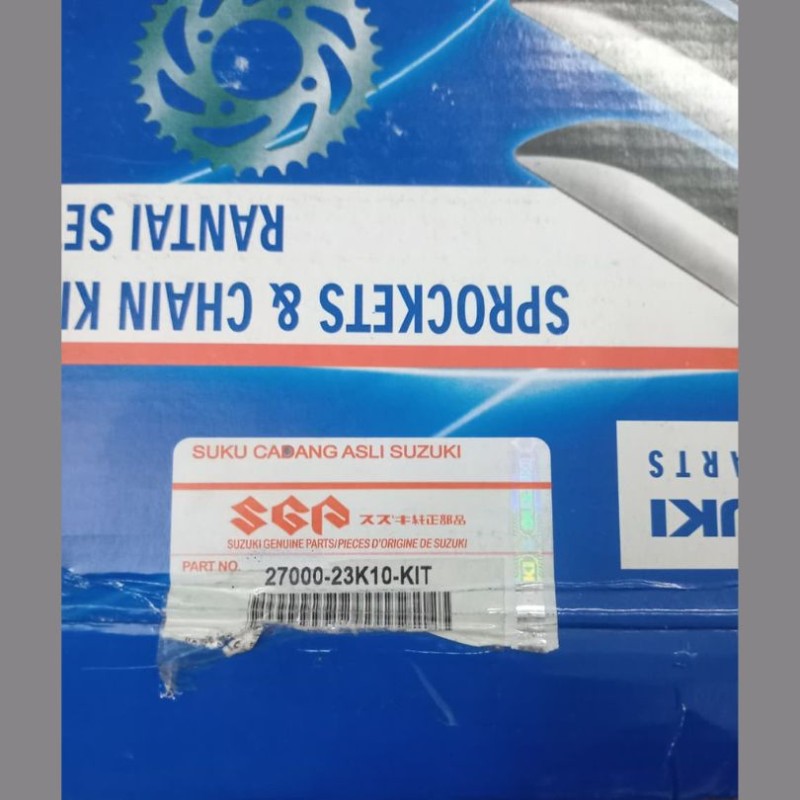 SPROCKETS & CHAIN KI
RANTAI SE
SUKU CADANG ASLI SUZUKI
SGP スズキ純正部品
SUZUKI GENUINE PARTS/PIECES D'ORIGINE DE SUZUKI
PART NO. 27000-23K10-KIT
UKI
ARTS